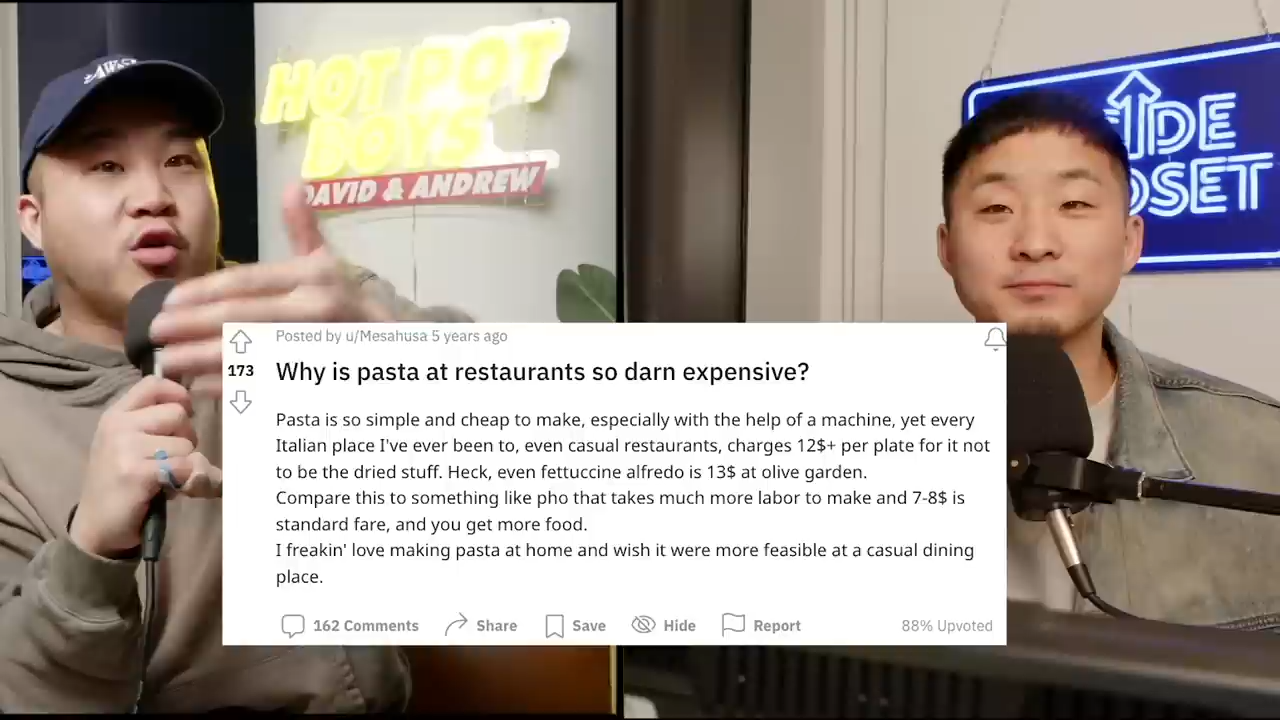 HOT POT
BOYS
DAVID & ANDREW
DE
OSET
Posted by u/Mesahusa 5 years ago
173
Why is pasta at restaurants so darn expensive?
Pasta is so simple and cheap to make, especially with the help of a machine, yet every
Italian place I've ever been to, even casual restaurants, charges 12$+ per plate for it not
to be the dried stuff. Heck, even fettuccine alfredo is 13$ at olive garden.
Compare this to something like pho that takes much more labor to make and 7-8$ is
standard fare, and you get more food.
I freakin' love making pasta at home and wish it were more feasible at a casual dining
place.
162 Comments Share Save Hide Report 88% Upvoted